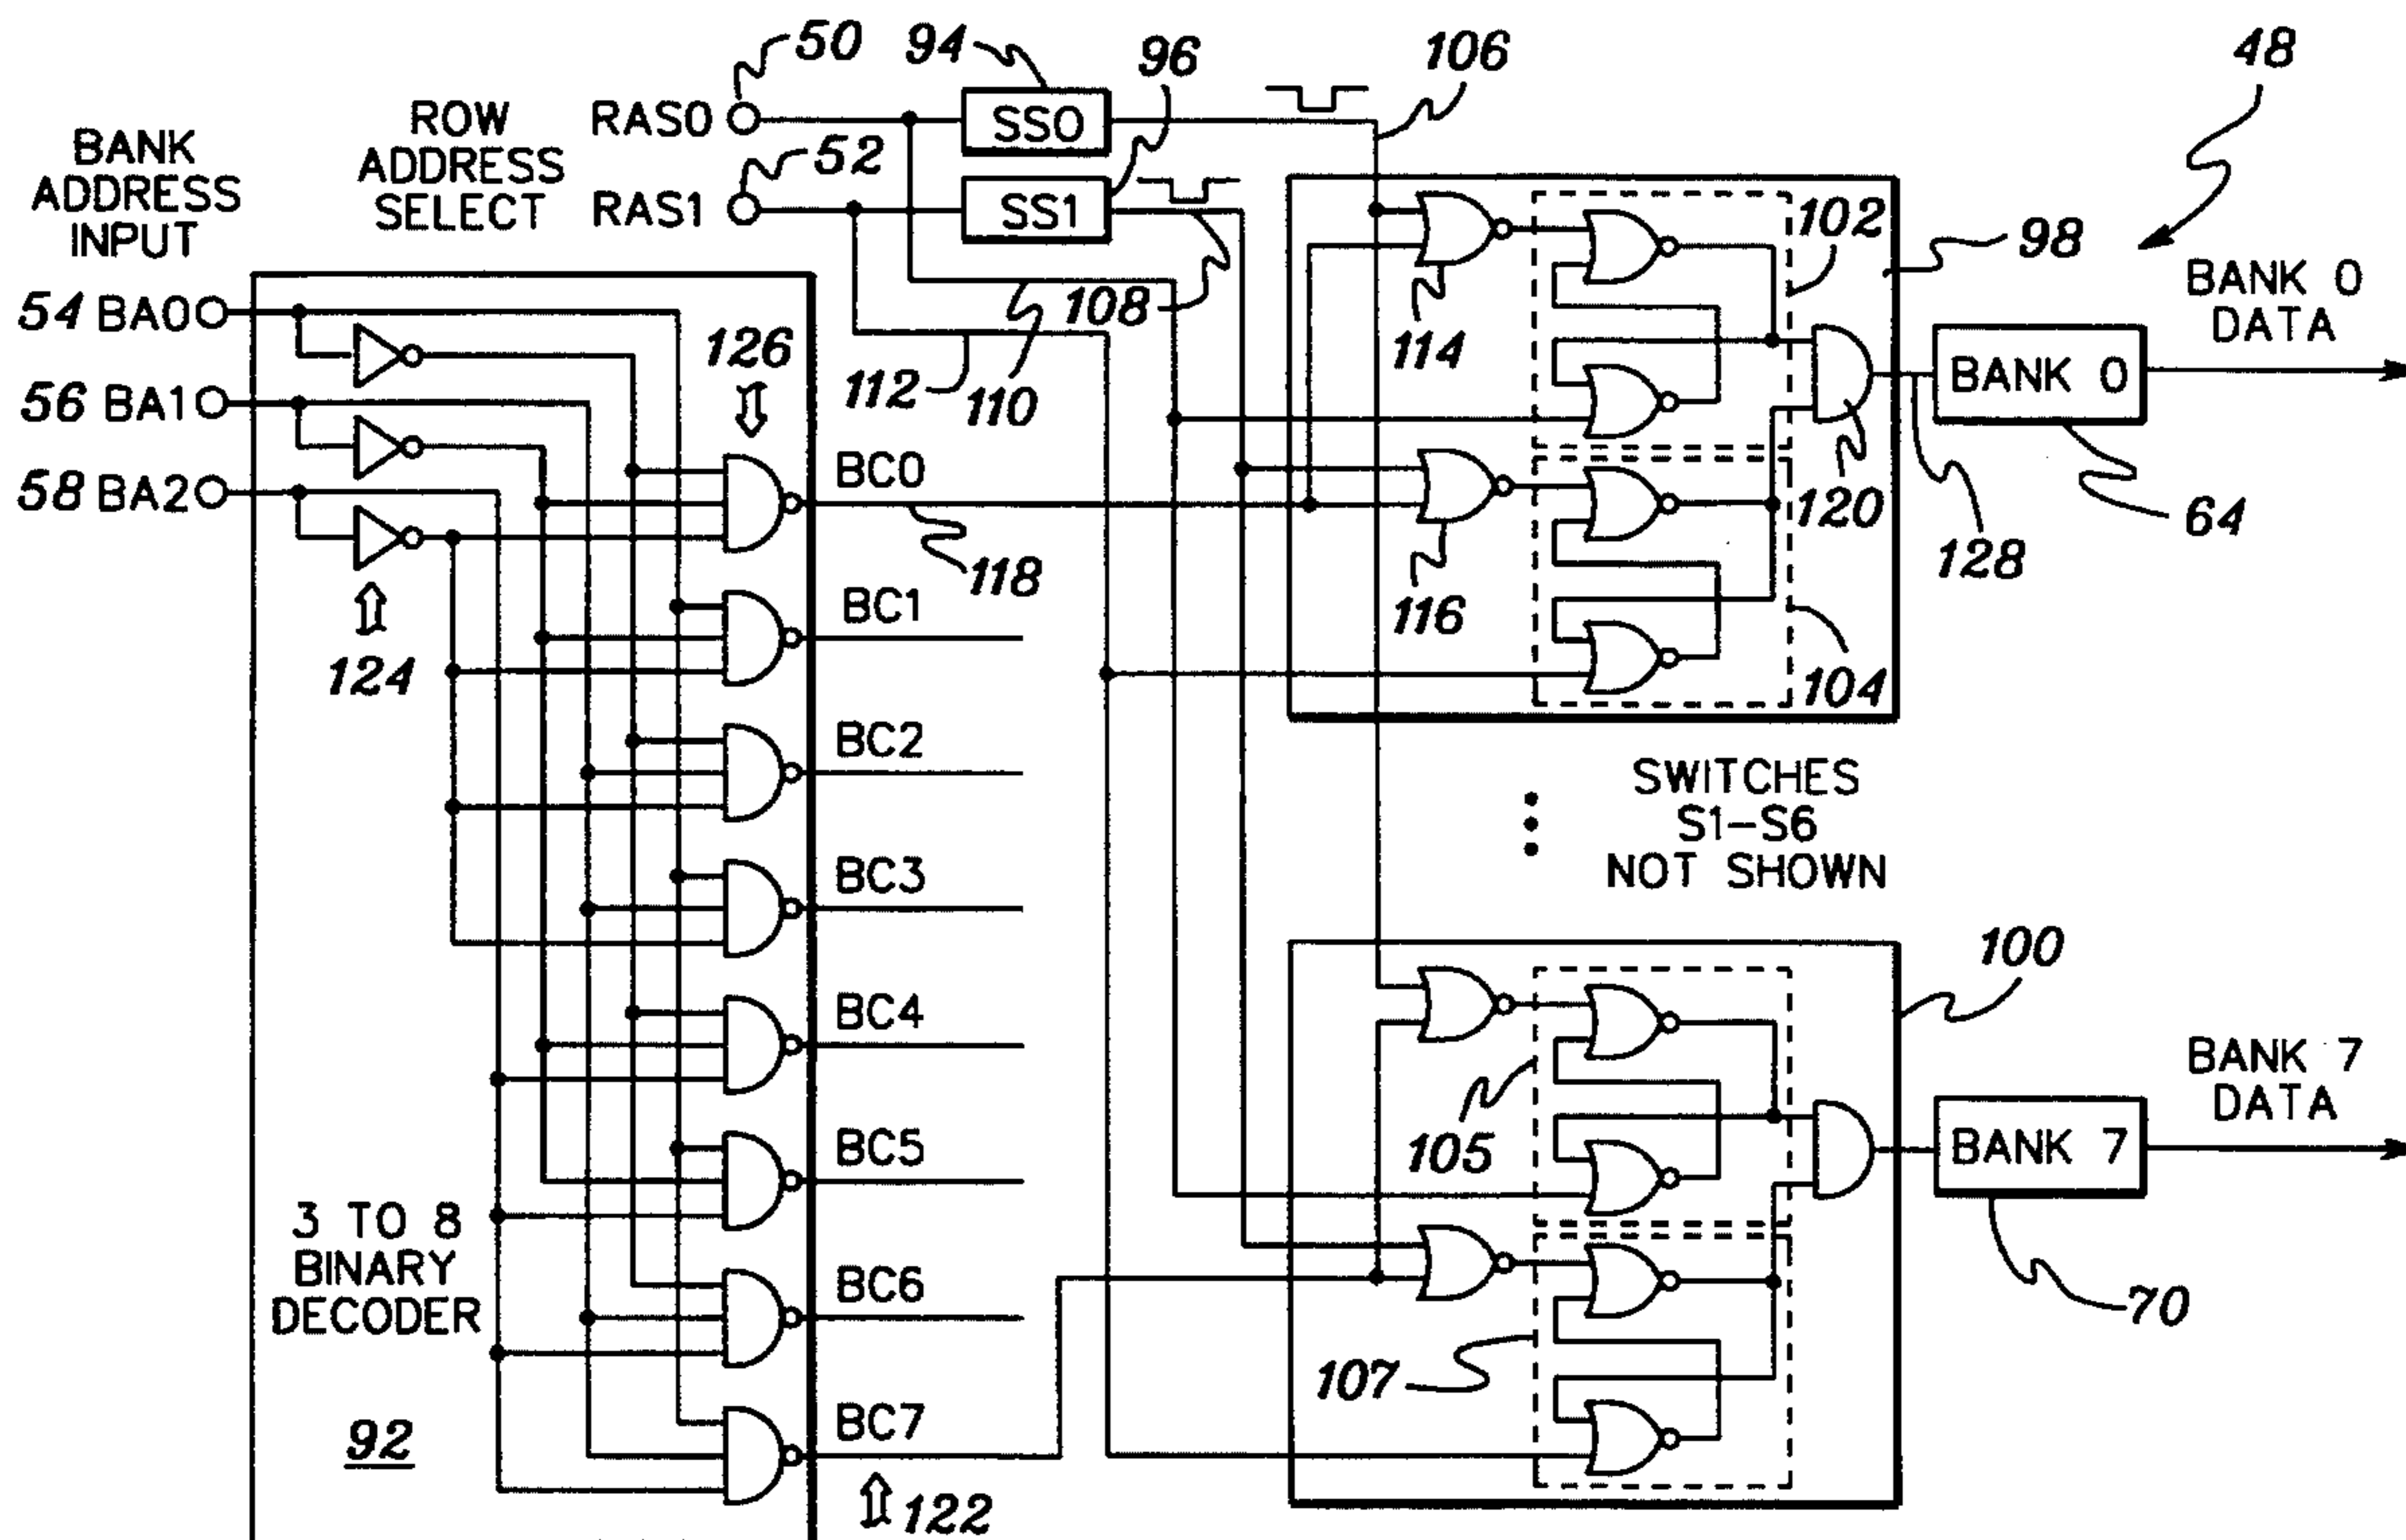 BANK
ADDRESS
INPUT
ROW
ADDRESS
SELECT
RAS0
50
RAS1
52
94
SS0
96
SS1
106
48
54 BA0
56 BA1
58 BA2
124
126
108
110
112
BC0
118
BC1
BC2
BC3
BC4
BC5
BC6
BC7
122
3 TO 8
BINARY
DECODER
92
114
116
102
104
98
120
128
BANK 0
64
BANK 0
DATA
SWITCHES
S1-S6
NOT SHOWN
100
105
107
BANK 7
70
BANK 7
DATA